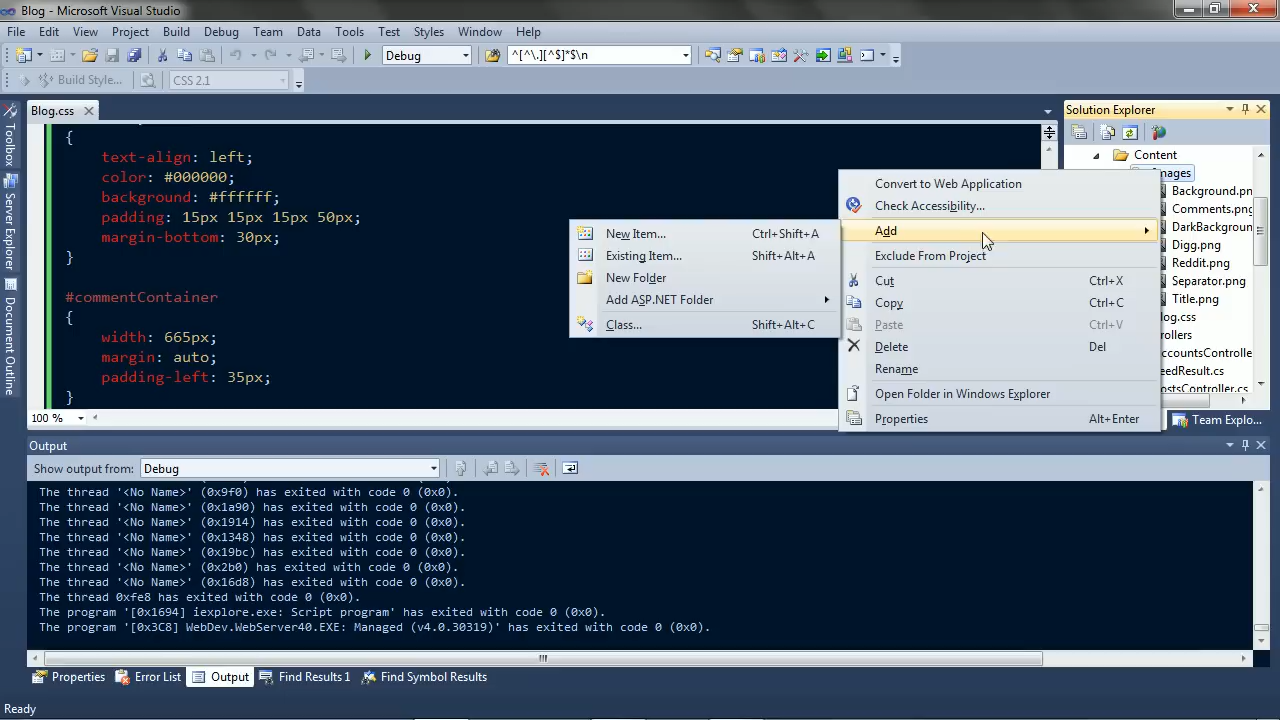 Blog - Microsoft Visual Studio
File Edit View Project Build Debug Team Data Tools Test Styles Window Help
Debug ^[^\.][^$]*$\n
Build Style... CSS 2.1
Blog.css
{
text-align: left;
color: #000000;
background: #ffffff;
padding: 15px 15px 15px 50px;
margin-bottom: 30px;
}
#commentContainer
{
width: 665px;
margin: auto;
padding-left: 35px;
}
100 %
Toolbox
Server Explorer
Document Outline
New Item... Ctrl+Shift+A
Existing Item... Shift+Alt+A
New Folder
Add ASP.NET Folder
Class... Shift+Alt+C
Convert to Web Application
Check Accessibility...
Add
Exclude From Project
Cut Ctrl+X
Copy Ctrl+C
Paste Ctrl+V
Delete Del
Rename
Open Folder in Windows Explorer
Properties Alt+Enter
Solution Explorer
Content
Images
Background.pn
Comments.png
DarkBackgroun
Digg.png
Reddit.png
Separator.png
Title.png
log.css
rollers
ccountsControlle
eedResult.cs
ostsController.cs
Team Explo...
Output
Show output from: Debug
The thread '<No Name>' (0x9f0) has exited with code 0 (0x0).
The thread '<No Name>' (0x1a90) has exited with code 0 (0x0).
The thread '<No Name>' (0x1914) has exited with code 0 (0x0).
The thread '<No Name>' (0x1348) has exited with code 0 (0x0).
The thread '<No Name>' (0x19bc) has exited with code 0 (0x0).
The thread '<No Name>' (0x2b0) has exited with code 0 (0x0).
The thread '<No Name>' (0x16d8) has exited with code 0 (0x0).
The thread 0xfe8 has exited with code 0 (0x0).
The program '[0x1694] iexplore.exe: Script program' has exited with code 0 (0x0).
The program '[0x3C8] WebDev.WebServer40.EXE: Managed (v4.0.30319)' has exited with code 0 (0x0).
Properties Error List Output Find Results 1 Find Symbol Results
Ready